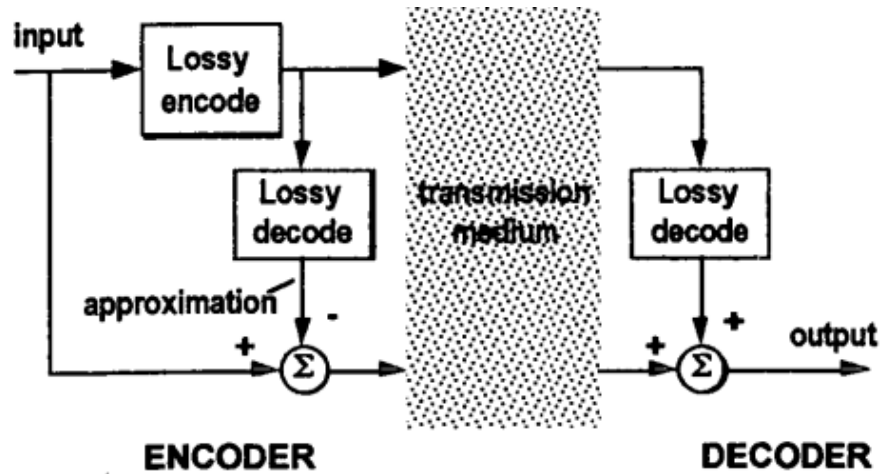 input
Lossy
encode
Lossy
decode
transmission
medium
Lossy
decode
approximation
-
+
+
+
output
Σ
Σ
ENCODER
DECODER